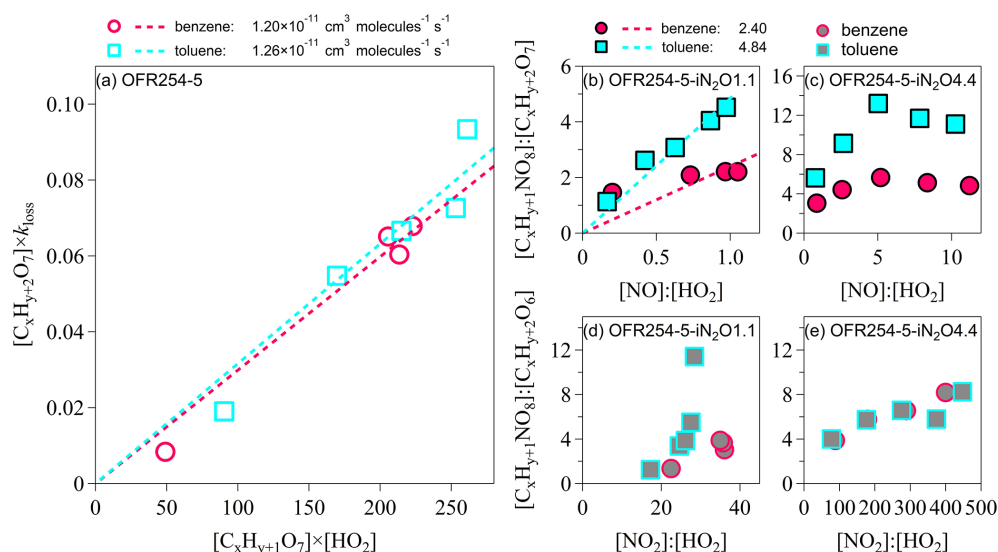 benzene: 1.20×10⁻¹¹ cm³ molecules⁻¹ s⁻¹
toluene: 1.26×10⁻¹¹ cm³ molecules⁻¹ s⁻¹
(a) OFR254-5
0.10
0.08
0.06
0.04
0.02
0.00
[CₓHᵧ₊₂O₇]×k_loss
0
50
100
150
200
250
[CₓHᵧ₊₁O₇]×[HO₂]
benzene: 2.40
toluene: 4.84
(b) OFR254-5-iN₂O1.1
6
4
2
0
[CₓHᵧ₊₁NO₈]:[CₓHᵧ₊₂O₇]
0
0.5
1.0
[NO]:[HO₂]
benzene
toluene
(c) OFR254-5-iN₂O4.4
16
12
8
4
0
0
5
10
[NO]:[HO₂]
(d) OFR254-5-iN₂O1.1
12
8
4
0
[CₓHᵧ₊₁NO₈]:[CₓHᵧ₊₂O₆]
0
20
40
[NO₂]:[HO₂]
(e) OFR254-5-iN₂O4.4
12
8
4
0
0
100
200
300
400
500
[NO₂]:[HO₂]